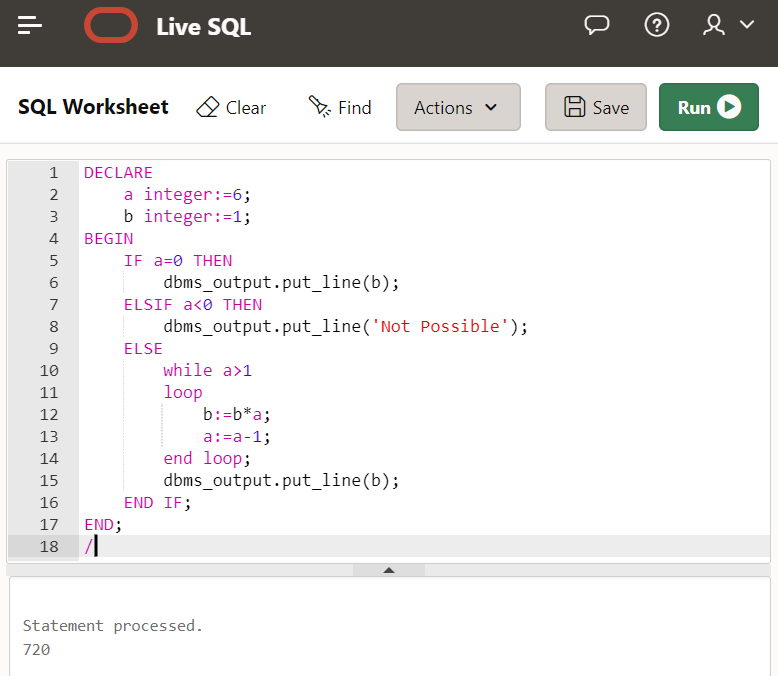 Live SQL
SQL Worksheet Clear Find Actions Save Run
1 DECLARE
2     a integer:=6;
3     b integer:=1;
4 BEGIN
5     IF a=0 THEN
6         dbms_output.put_line(b);
7     ELSIF a<0 THEN
8         dbms_output.put_line('Not Possible');
9     ELSE
10         while a>1
11         loop
12             b:=b*a;
13             a:=a-1;
14         end loop;
15         dbms_output.put_line(b);
16     END IF;
17 END;
18 /
Statement processed.
720